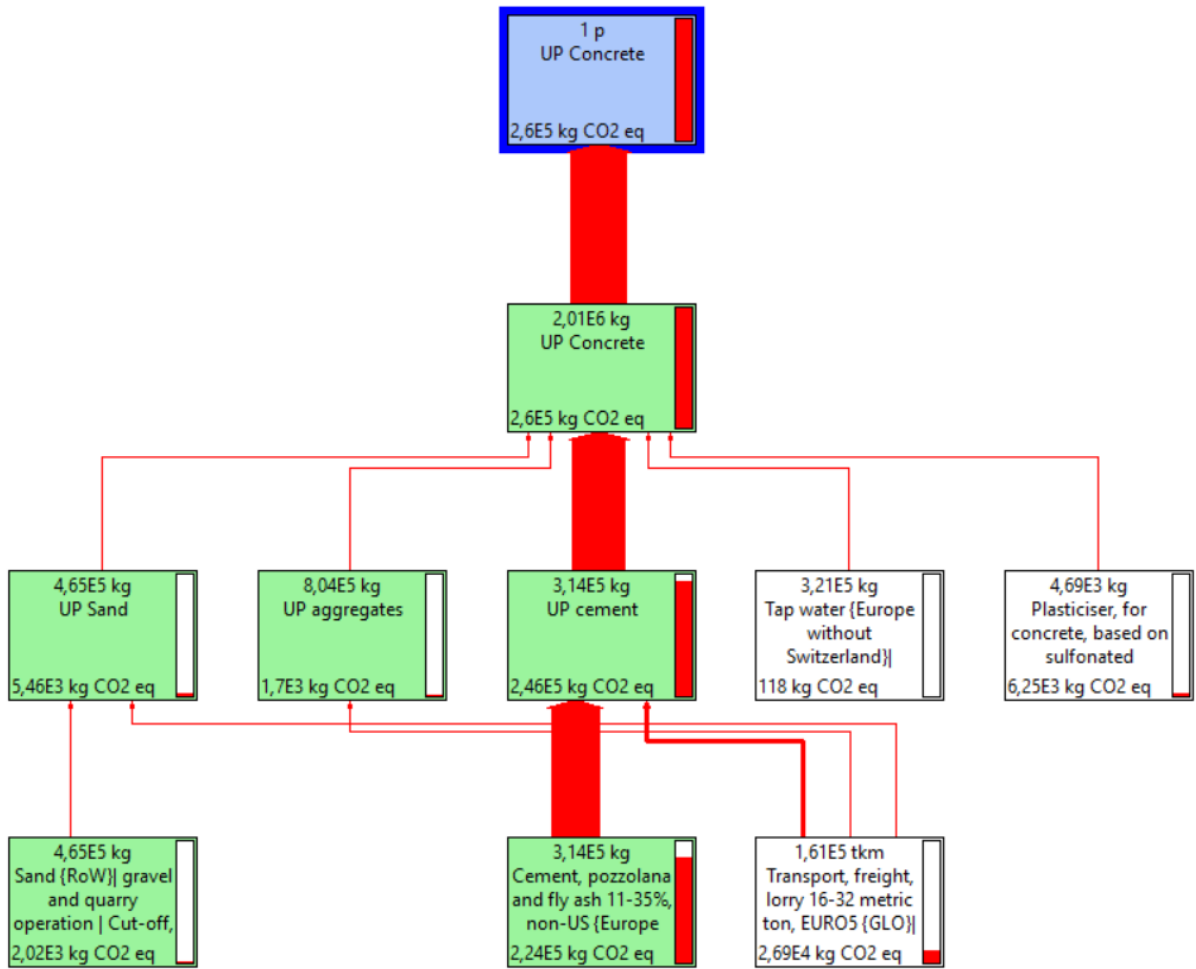 1 p
UP Concrete
2,6E5 kg CO2 eq
2,01E6 kg
UP Concrete
2,6E5 kg CO2 eq
4,65E5 kg
UP Sand
5,46E3 kg CO2 eq
8,04E5 kg
UP aggregates
1,7E3 kg CO2 eq
3,14E5 kg
UP cement
2,46E5 kg CO2 eq
3,21E5 kg
Tap water {Europe
without
Switzerland}|
118 kg CO2 eq
4,69E3 kg
Plasticiser, for
concrete, based on
sulfonated
6,25E3 kg CO2 eq
4,65E5 kg
Sand {RoW}| gravel
and quarry
operation | Cut-off,
2,02E3 kg CO2 eq
3,14E5 kg
Cement, pozzolana
and fly ash 11-35%,
non-US {Europe
2,24E5 kg CO2 eq
1,61E5 tkm
Transport, freight,
lorry 16-32 metric
ton, EURO5 {GLO}|
2,69E4 kg CO2 eq